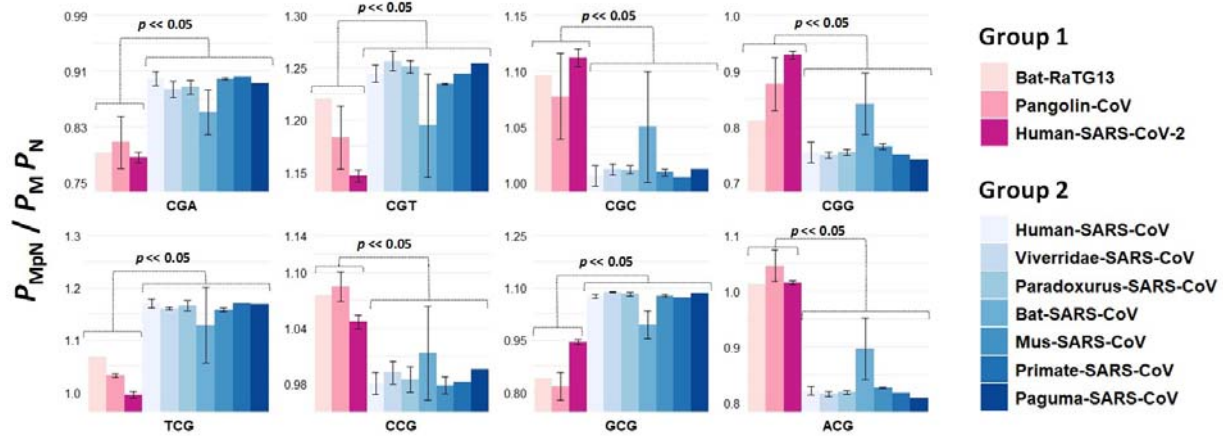 P_MpN / P_M P_N
0.99
0.91
0.83
0.75
p << 0.05
CGA
1.30
1.25
1.20
1.15
p << 0.05
CGT
1.15
1.10
1.05
1.00
p << 0.05
CGC
1.0
0.9
0.8
0.7
p << 0.05
CGG
1.3
1.2
1.1
1.0
p << 0.05
TCG
1.14
1.10
1.04
0.98
p << 0.05
CCG
1.25
1.10
0.95
0.80
p << 0.05
GCG
1.1
1.0
0.9
0.8
p << 0.05
ACG
Group 1
Bat-RaTG13
Pangolin-CoV
Human-SARS-CoV-2
Group 2
Human-SARS-CoV
Viverridae-SARS-CoV
Paradoxurus-SARS-CoV
Bat-SARS-CoV
Mus-SARS-CoV
Primate-SARS-CoV
Paguma-SARS-CoV